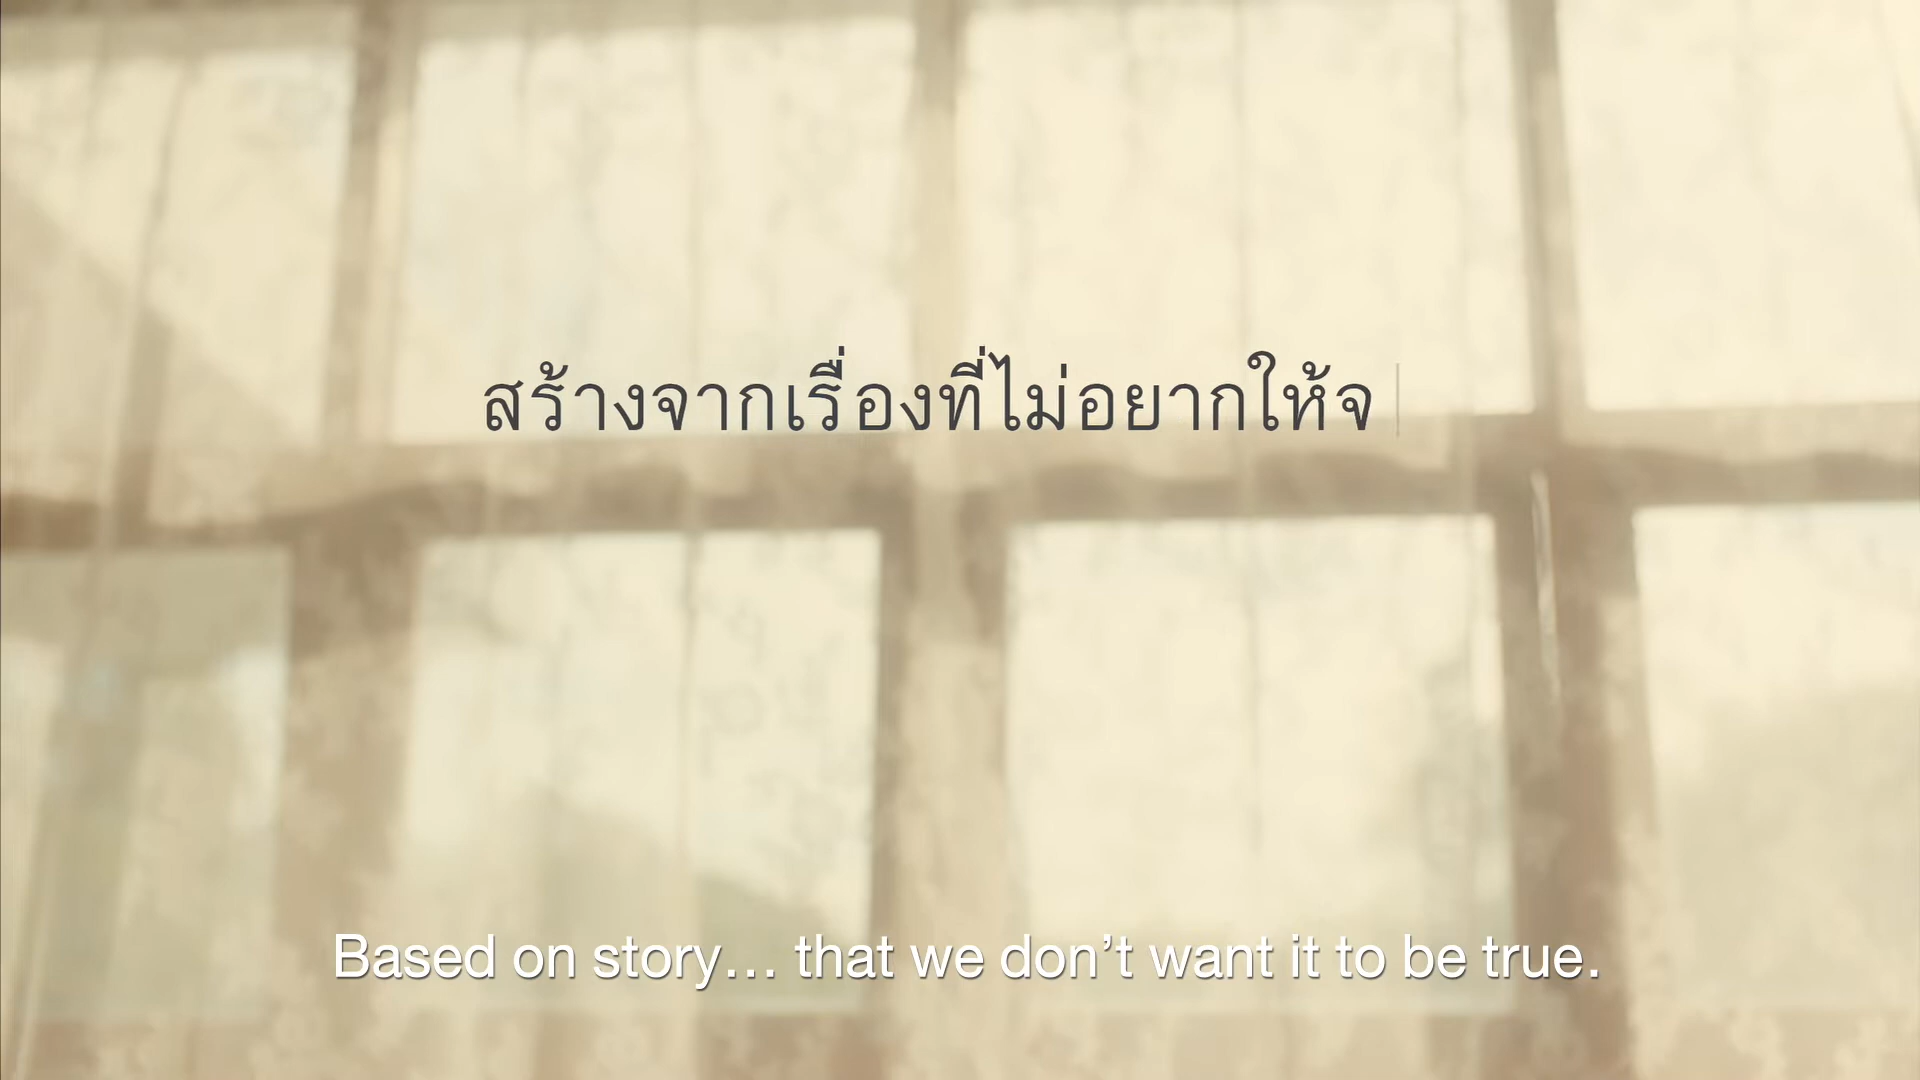 สร้างจากเรื่องที่ไม่อยากให้จ
Based on story… that we don’t want it to be true.